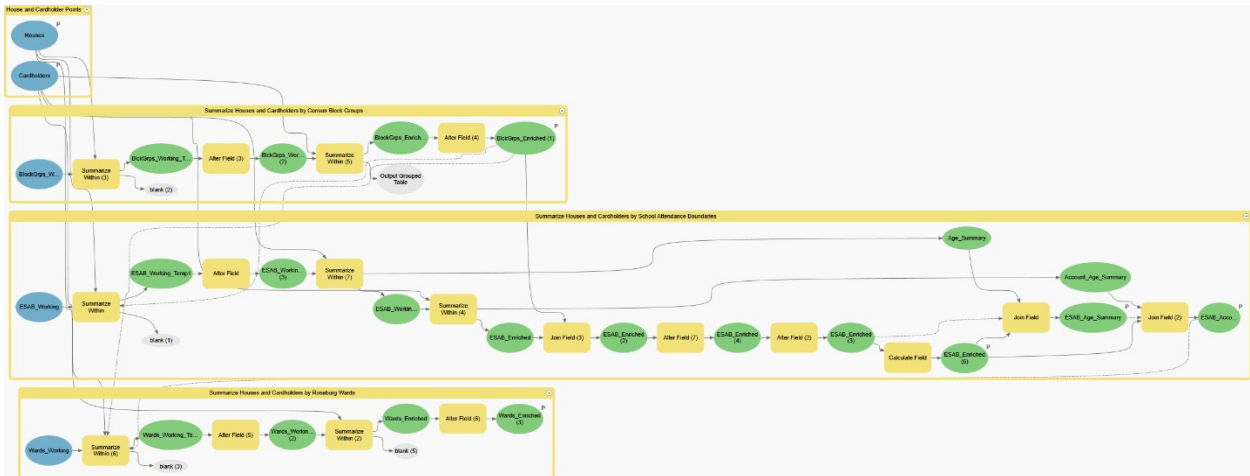 House and Cardholder Points
P
Houses
P
Cardholders
Summarize Houses and Cardholders by Census Block Groups
BlockGrps_W...
Summarize
Within (3)
BlckGrps_Working_T...
blank (2)
Alter Field (3)
BlckGrps_Wor...
(2)
Summarize
Within (5)
BlockGrps_Enrich...
Output Grouped
Table
Alter Field (4)
BlckGrps_Enriched (1)
P
Summarize Houses and Cardholders by School Attendance Boundaries
ESAB_Working
Summarize
Within
ESAB_Working_Temp1
blank (1)
Alter Field
ESAB_Workin...
(3)
Summarize
Within (7)
ESAB_Workin...
Summarize
Within (4)
ESAB_Enriched
Join Field (3)
ESAB_Enriched
(2)
Alter Field (7)
ESAB_Enriched
(4)
Alter Field (2)
ESAB_Enriched
(3)
Calculate Field
P
ESAB_Enriched
(6)
Age_Summary
Account_Age_Summary
Join Field
P
ESAB_Age_Summary
Join Field (2)
P
ESAB_Acco...
Summarize Houses and Cardholders by Roseburg Wards
Wards_Working
Summarize
Within (6)
Wards_Working_Te...
blank (3)
Alter Field (5)
Wards_Workin...
(2)
Summarize
Within (2)
Wards_Enriched
blank (5)
Alter Field (6)
Wards_Enriched
(3)
P